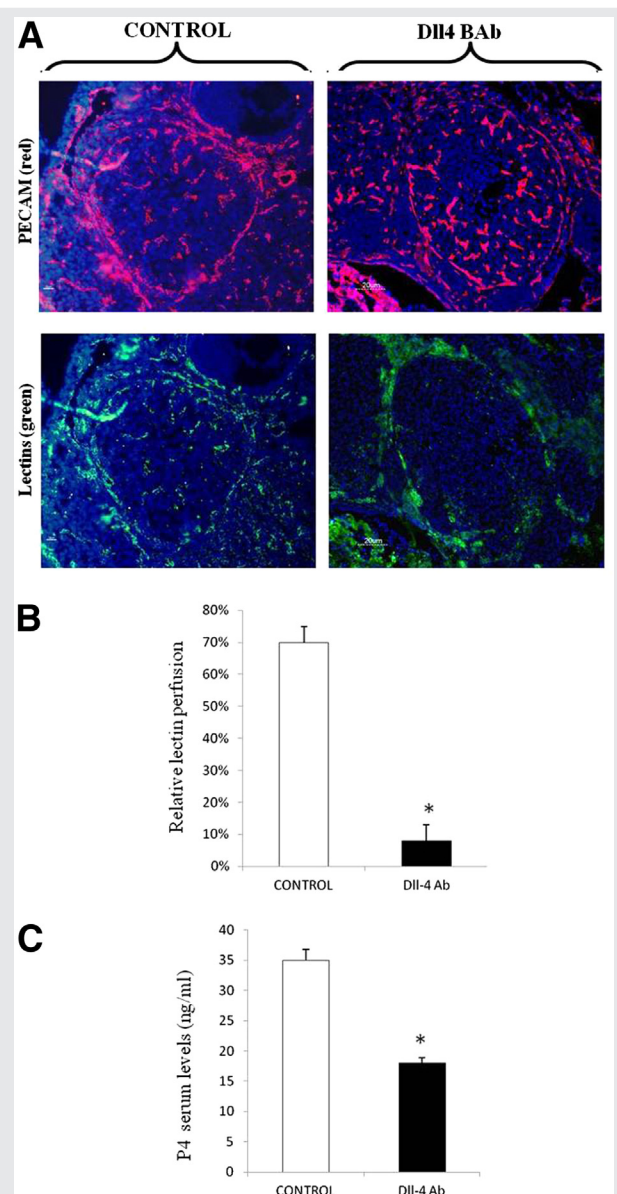 A
CONTROL
Dll4 BAb
PECAM (red)
20um
Lectins (green)
20um
B
Relative lectin perfusion
80%
70%
60%
50%
40%
30%
20%
10%
0%
*
CONTROL
Dll-4 Ab
C
P4 serum levels (ng/ml)
40
35
30
25
20
15
10
5
0
*
CONTROL
Dll-4 Ab